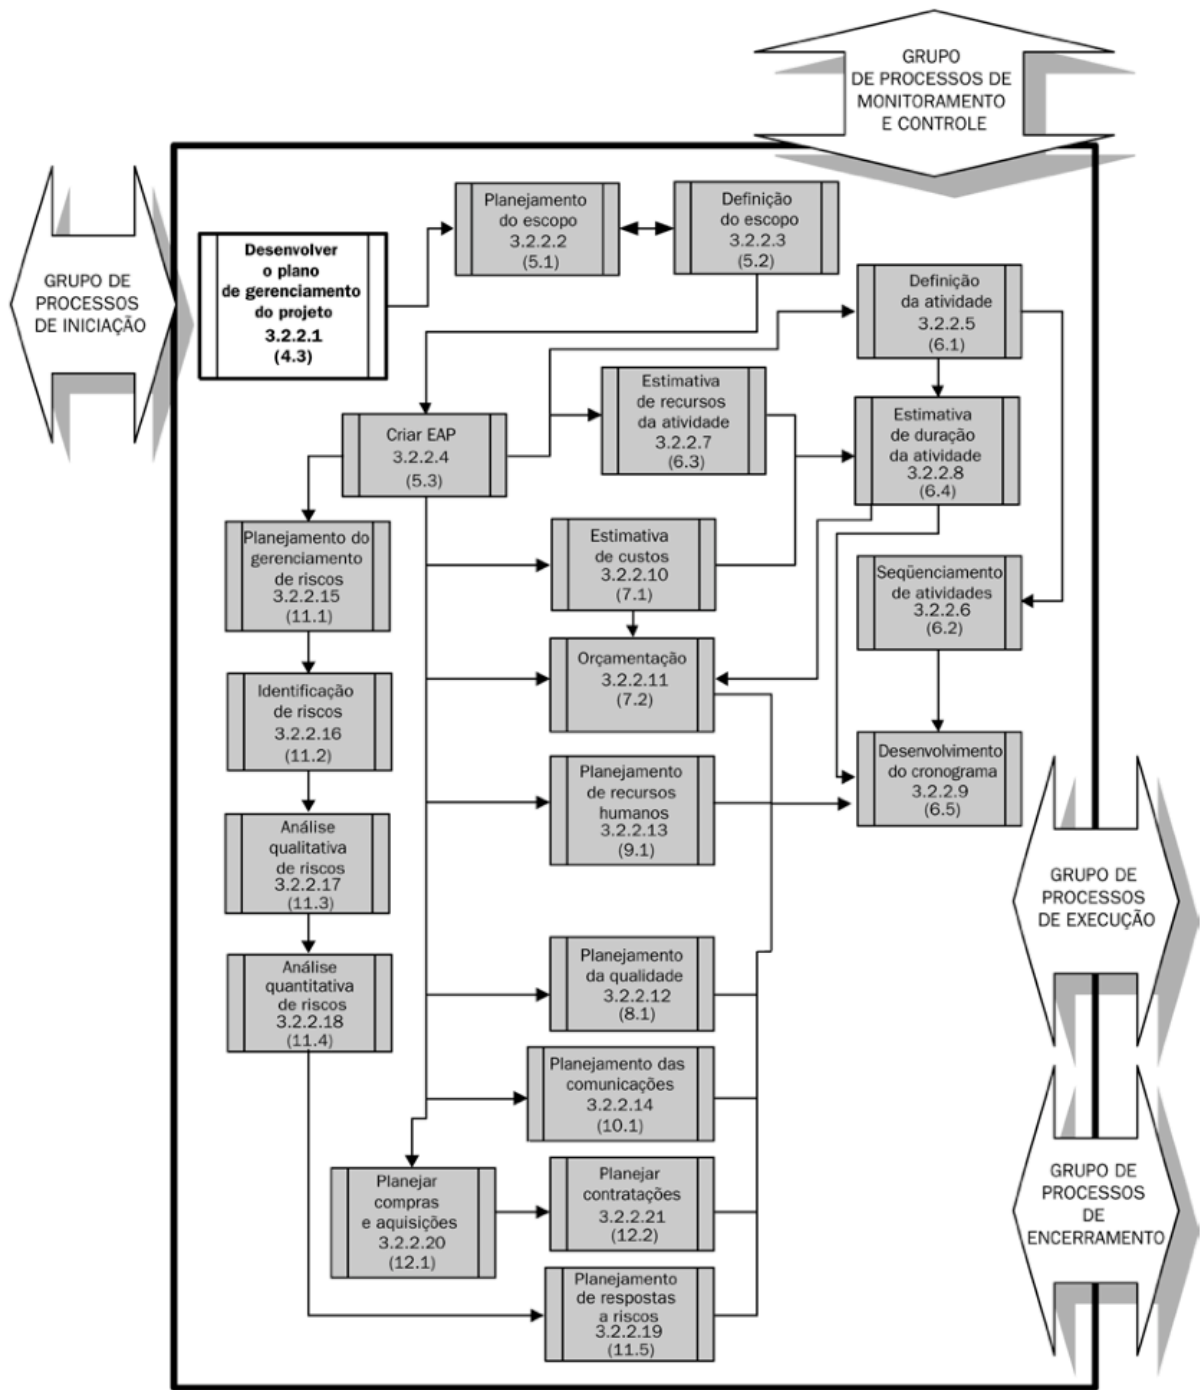 GRUPO
DE PROCESSOS DE
MONITORAMENTO
E CONTROLE
GRUPO DE
PROCESSOS
DE INICIAÇÃO
Desenvolver
o plano
de gerenciamento
do projeto
3.2.2.1
(4.3)
Planejamento
do escopo
3.2.2.2
(5.1)
Definição
do escopo
3.2.2.3
(5.2)
Definição
da atividade
3.2.2.5
(6.1)
Estimativa
de recursos
da atividade
3.2.2.7
(6.3)
Estimativa
de duração
da atividade
3.2.2.8
(6.4)
Criar EAP
3.2.2.4
(5.3)
Planejamento do
gerenciamento
de riscos
3.2.2.15
(11.1)
Estimativa
de custos
3.2.2.10
(7.1)
Seqüenciamento
de atividades
3.2.2.6
(6.2)
Orçamentação
3.2.2.11
(7.2)
Identificação
de riscos
3.2.2.16
(11.2)
Planejamento
de recursos
humanos
3.2.2.13
(9.1)
Desenvolvimento
do cronograma
3.2.2.9
(6.5)
Análise
qualitativa
de riscos
3.2.2.17
(11.3)
GRUPO DE
PROCESSOS
DE EXECUÇÃO
Análise
quantitativa
de riscos
3.2.2.18
(11.4)
Planejamento
da qualidade
3.2.2.12
(8.1)
Planejamento das
comunicações
3.2.2.14
(10.1)
Planejar
compras
e aquisições
3.2.2.20
(12.1)
Planejar
contratações
3.2.2.21
(12.2)
GRUPO DE
PROCESSOS
DE
ENCERRAMENTO
Planejamento
de respostas
a riscos
3.2.2.19
(11.5)